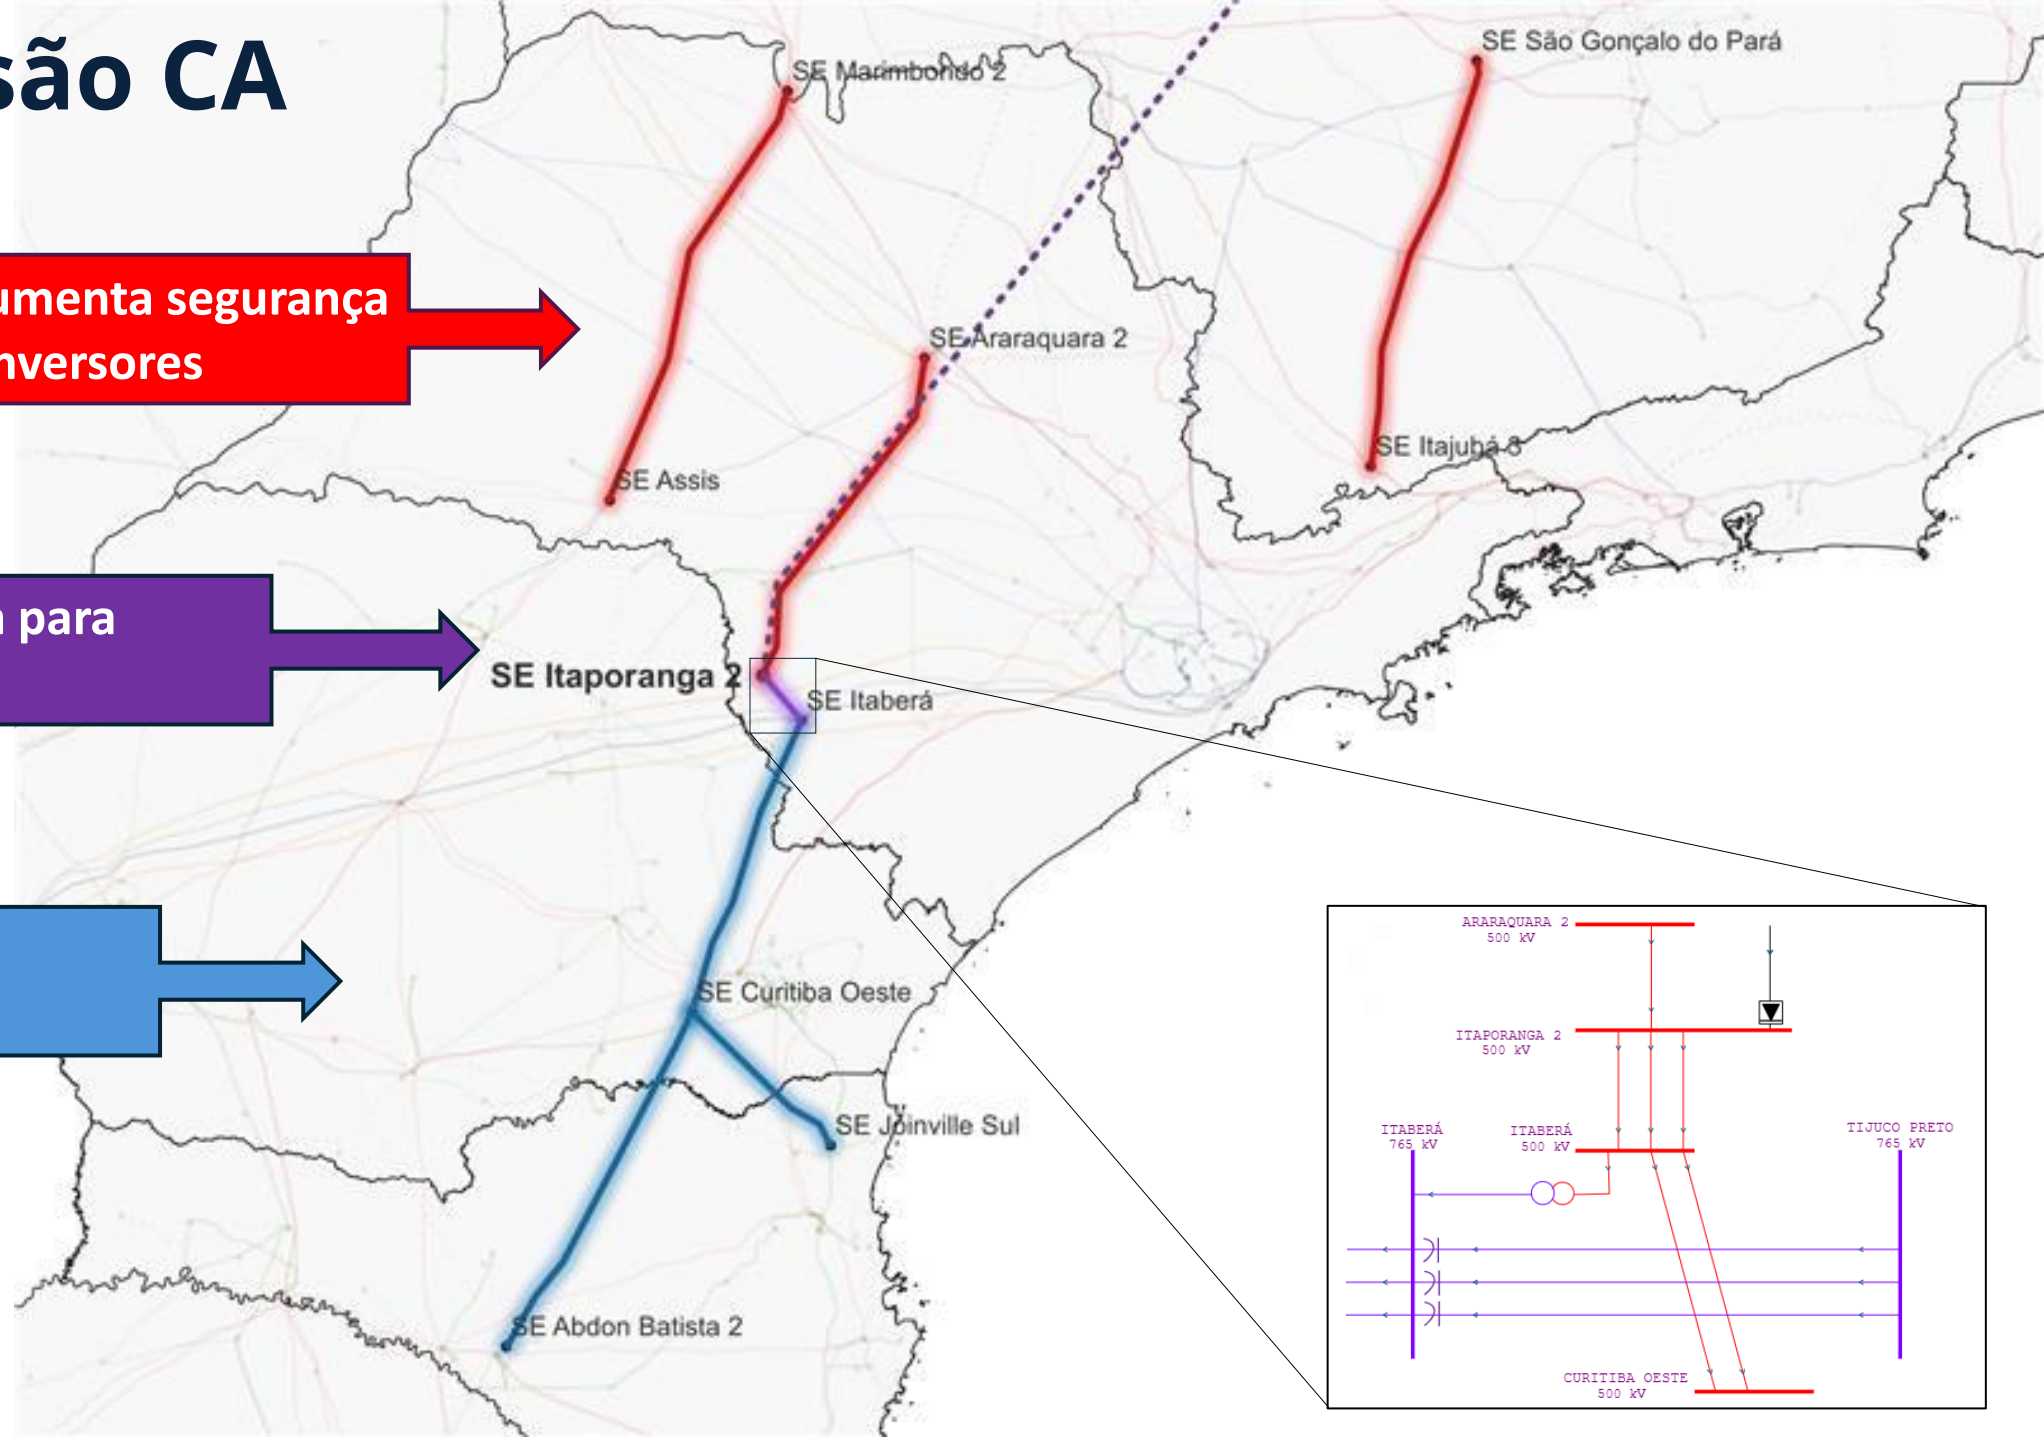 são CA
SE Marimbondo 2
SE São Gonçalo do Pará
umenta segurança
nversores
SE Araraquara 2
SE Itajubá 3
SE Assis
para
SE Itaporanga 2
SE Itaberá
SE Curitiba Oeste
SE Joinville Sul
SE Abdon Batista 2
ARARAQUARA 2
500 kV
ITAPORANGA 2
500 kV
ITABERÁ
765 kV
ITABERÁ
500 kV
TIJUCO PRETO
765 kV
CURITIBA OESTE
500 kV